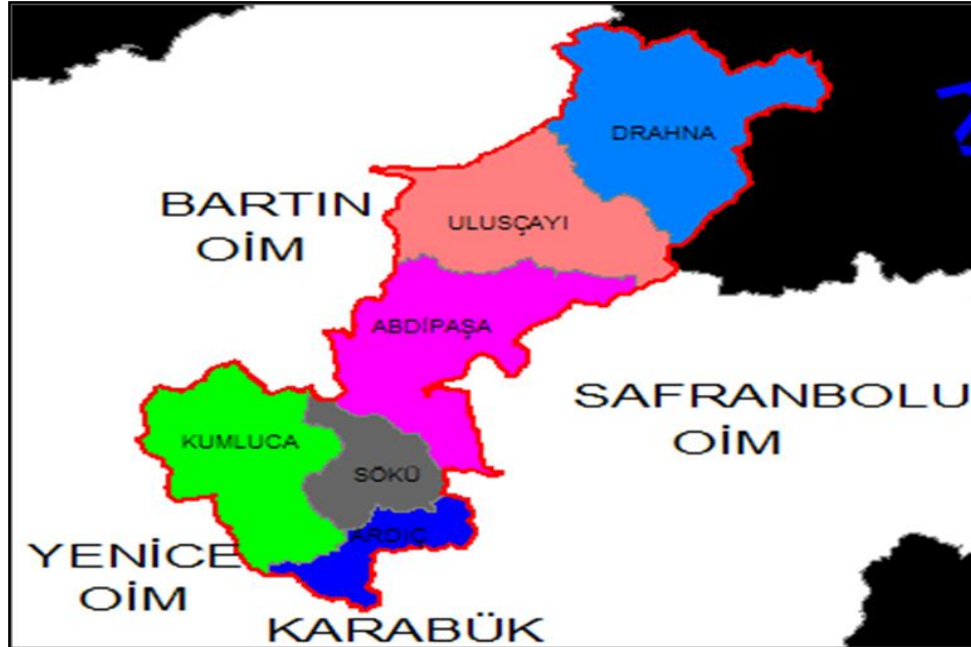 DRAHNA
BARTIN
OİM
ULUSÇAYI
ABDİPAŞA
SAFRANBOLU
OİM
KUMLUCA
SÖKÜ
ARDIÇ
YENİCE
OİM
KARABÜK